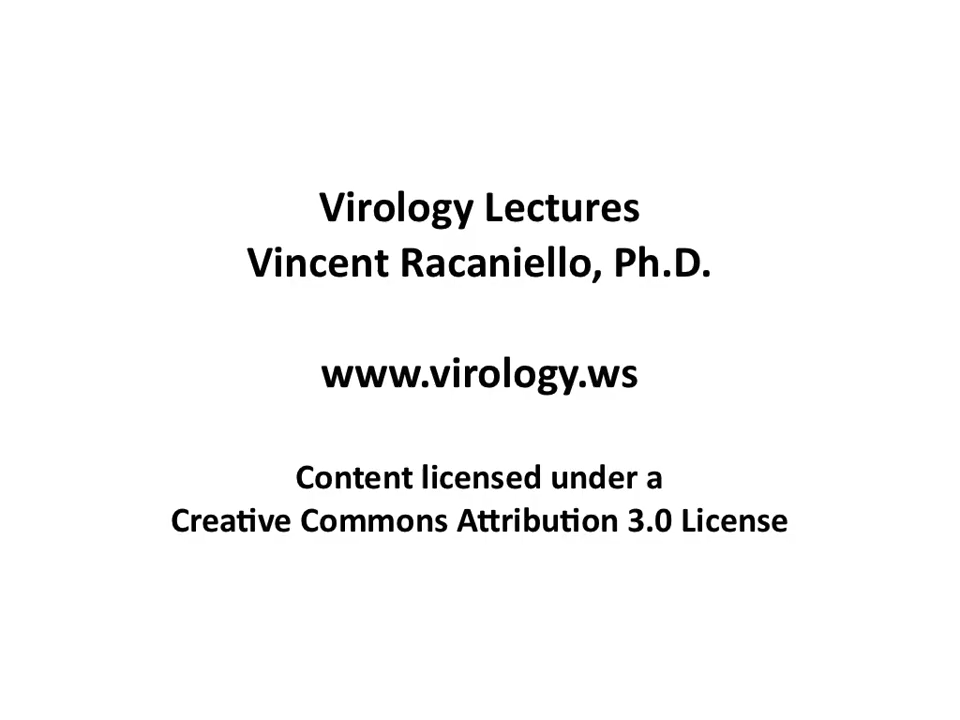 Virology Lectures
Vincent Racaniello, Ph.D.
www.virology.ws
Content licensed under a
Creative Commons Attribution 3.0 License